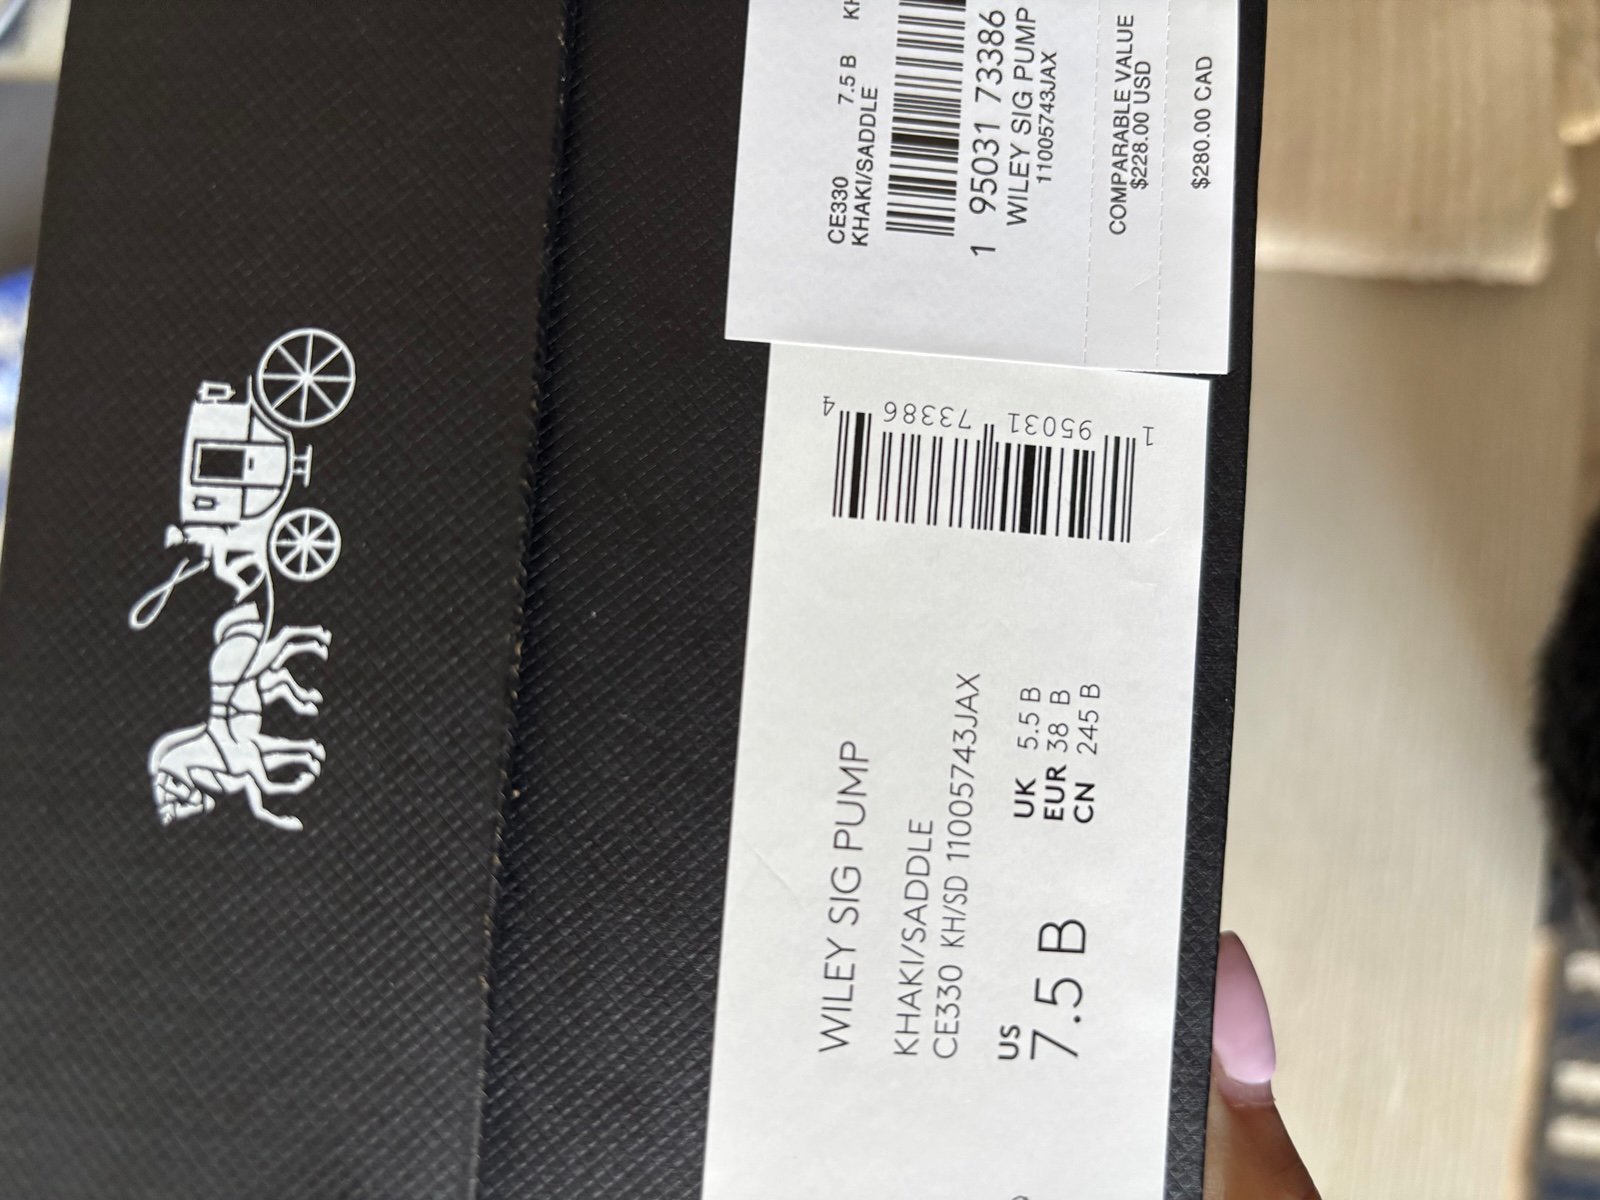 CE330 7.5 B
KHAKI/SADDLE
1 95031 73386
WILEY SIG PUMP
11005743JAX
COMPARABLE VALUE
$228.00 USD
$280.00 CAD
WILEY SIG PUMP
KHAKI/SADDLE
CE330 KH/SD 11005743JAX
US
7.5 B
UK 5.5 B
EUR 38 B
CN 245 B
1 95031 73386 4